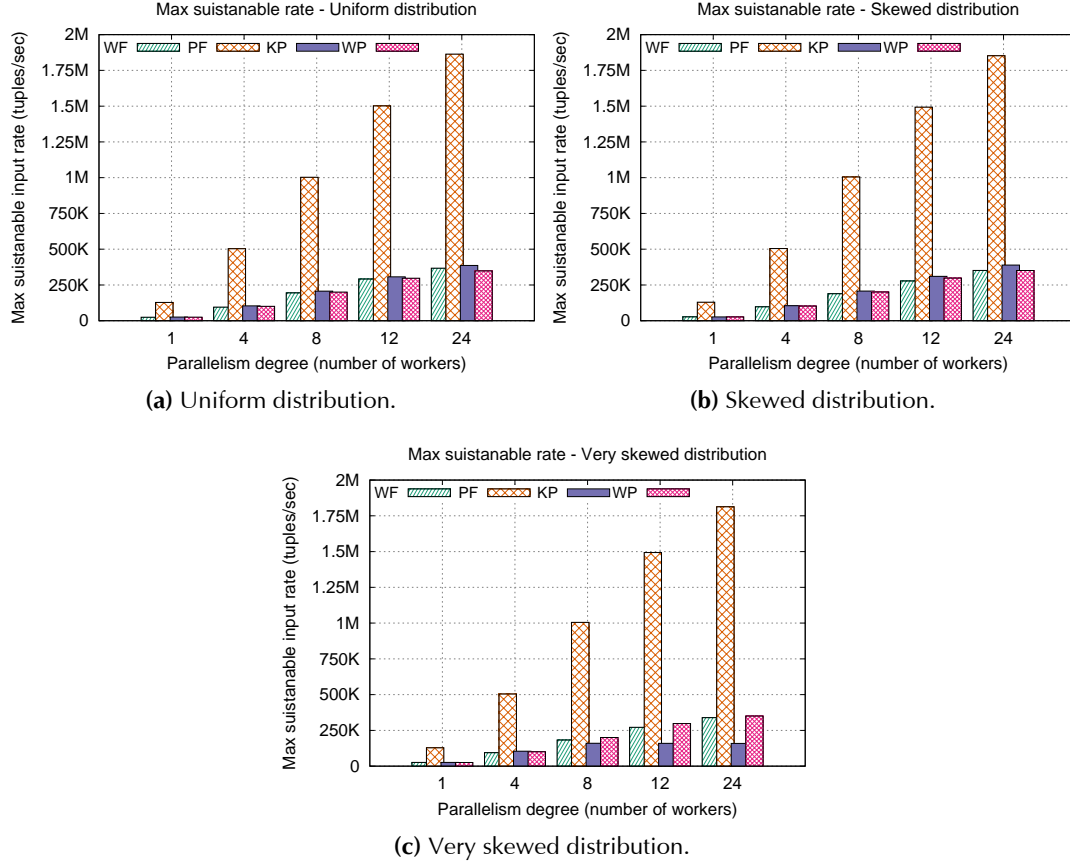 Max suistanable rate - Uniform distribution
Max suistanable input rate (tuples/sec)
2M
1.75M
1.5M
1.25M
1M
750K
500K
250K
0
WF PF KP WP
1 4 8 12 24
Parallelism degree (number of workers)
(a) Uniform distribution.
Max suistanable rate - Skewed distribution
Max suistanable input rate (tuples/sec)
2M
1.75M
1.5M
1.25M
1M
750K
500K
250K
0
WF PF KP WP
1 4 8 12 24
Parallelism degree (number of workers)
(b) Skewed distribution.
Max suistanable rate - Very skewed distribution
Max suistanable input rate (tuples/sec)
2M
1.75M
1.5M
1.25M
1M
750K
500K
250K
0
WF PF KP WP
1 4 8 12 24
Parallelism degree (number of workers)
(c) Very skewed distribution.